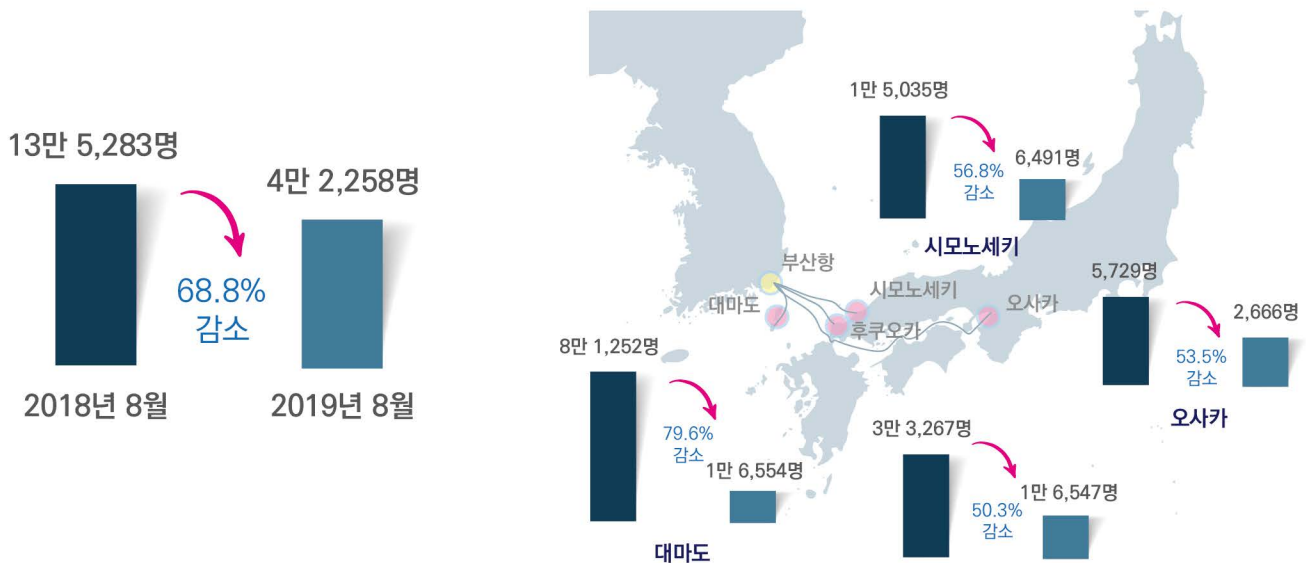 13만 5,283명
4만 2,258명
68.8%
감소
2018년 8월
2019년 8월
1만 5,035명
6,491명
56.8%
감소
시모노세키
부산항
대마도
시모노세키
후쿠오카
오사카
5,729명
2,666명
53.5%
감소
오사카
8만 1,252명
79.6%
감소
1만 6,554명
대마도
3만 3,267명
50.3%
감소
1만 6,547명